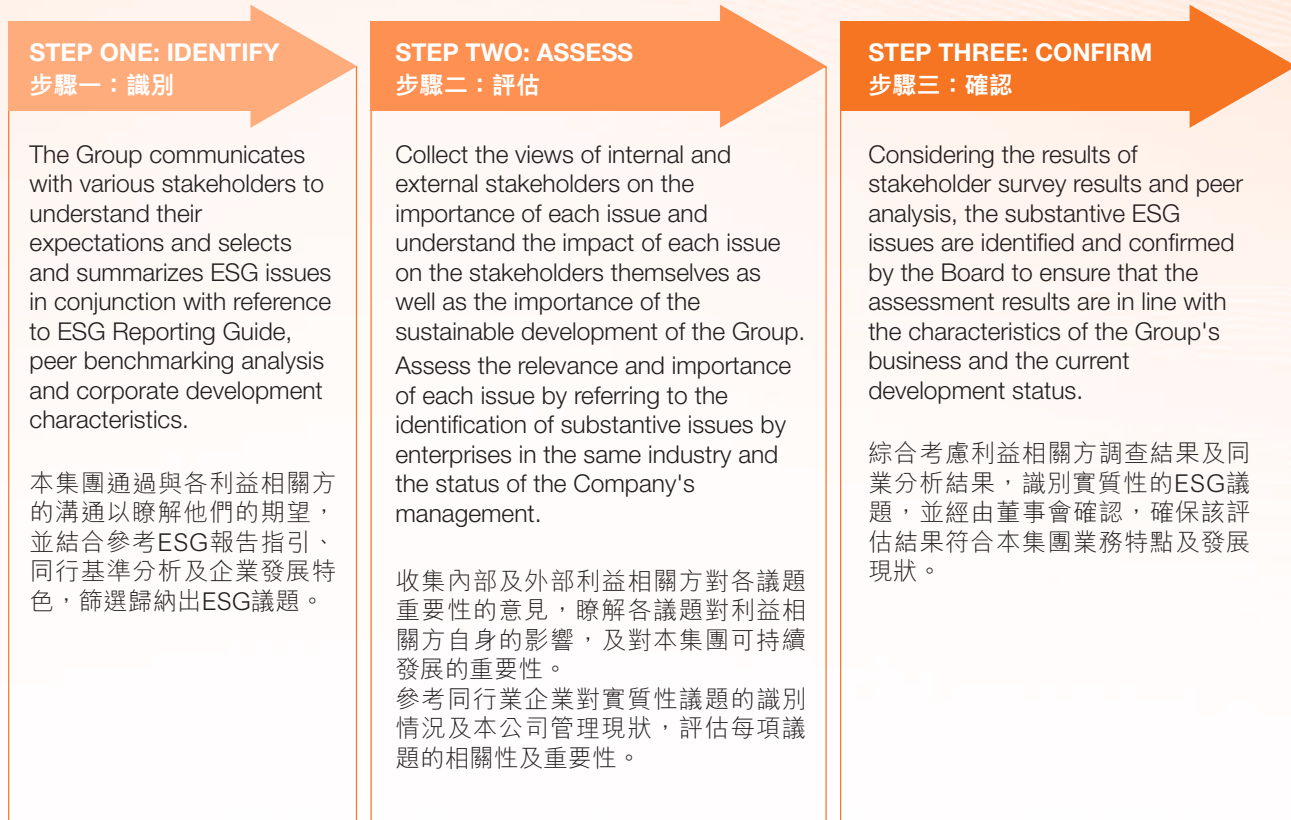 STEP ONE: IDENTIFY
步驟一：識別
The Group communicates
with various stakeholders to
understand their
expectations and selects
and summarizes ESG issues
in conjunction with reference
to ESG Reporting Guide,
peer benchmarking analysis
and corporate development
characteristics.
本集團通過與各利益相關方
的溝通以瞭解他們的期望，
並結合參考ESG報告指引、
同行基準分析及企業發展特
色，篩選歸納出ESG議題。
STEP TWO: ASSESS
步驟二：評估
Collect the views of internal and
external stakeholders on the
importance of each issue and
understand the impact of each issue
on the stakeholders themselves as
well as the importance of the
sustainable development of the Group.
Assess the relevance and importance
of each issue by referring to the
identification of substantive issues by
enterprises in the same industry and
the status of the Company's
management.
收集內部及外部利益相關方對各議題
重要性的意見，瞭解各議題對利益相
關方自身的影響，及對本集團可持續
發展的重要性。
參考同行業企業對實質性議題的識別
情況及本公司管理現狀，評估每項議
題的相關性及重要性。
STEP THREE: CONFIRM
步驟三：確認
Considering the results of
stakeholder survey results and peer
analysis, the substantive ESG
issues are identified and confirmed
by the Board to ensure that the
assessment results are in line with
the characteristics of the Group's
business and the current
development status.
綜合考慮利益相關方調查結果及同
業分析結果，識別實質性的ESG議
題，並經由董事會確認，確保該評
估結果符合本集團業務特點及發展
現狀。